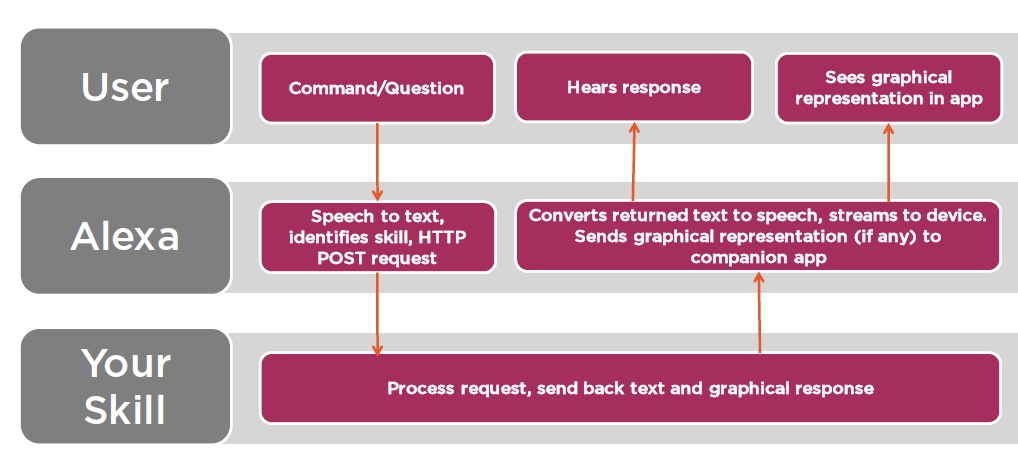 User
Command/Question
Hears response
Sees graphical
representation in app
Alexa
Speech to text,
identifies skill, HTTP
POST request
Converts returned text to speech, streams to device.
Sends graphical representation (if any) to
companion app
Your
Skill
Process request, send back text and graphical response